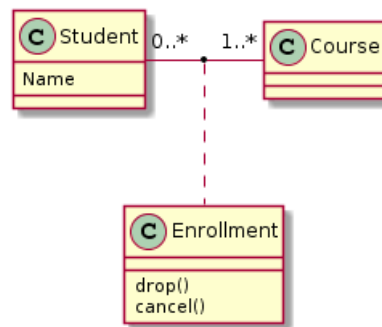 C Student
0..*
1..*
C Course
Name
C Enrollment
drop()
cancel()